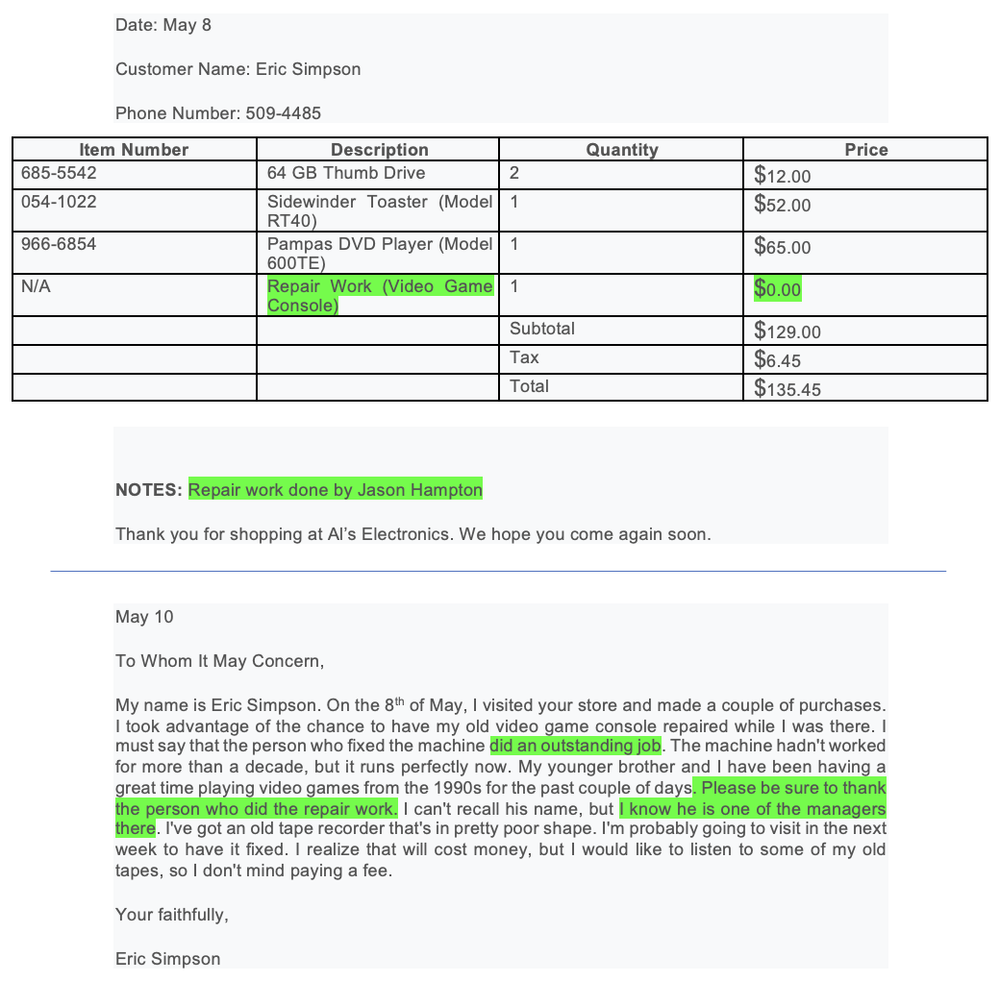 Date: May 8
Customer Name: Eric Simpson
Phone Number: 509-4485
Item Number Description Quantity Price
685-5542 64 GB Thumb Drive 2 $12.00
054-1022 Sidewinder Toaster (Model 1 $52.00
RT40)
966-6854 Pampas DVD Player (Model 1 $65.00
600TE)
N/A Repair Work (Video Game 1 $0.00
Console)
Subtotal $129.00
Tax $6.45
Total $135.45
NOTES: Repair work done by Jason Hampton
Thank you for shopping at Al’s Electronics. We hope you come again soon.
May 10
To Whom It May Concern,
My name is Eric Simpson. On the 8th of May, I visited your store and made a couple of purchases.
I took advantage of the chance to have my old video game console repaired while I was there. I
must say that the person who fixed the machine did an outstanding job. The machine hadn't worked
for more than a decade, but it runs perfectly now. My younger brother and I have been having a
great time playing video games from the 1990s for the past couple of days. Please be sure to thank
the person who did the repair work. I can't recall his name, but I know he is one of the managers
there. I've got an old tape recorder that's in pretty poor shape. I'm probably going to visit in the next
week to have it fixed. I realize that will cost money, but I would like to listen to some of my old
tapes, so I don't mind paying a fee.
Your faithfully,
Eric Simpson